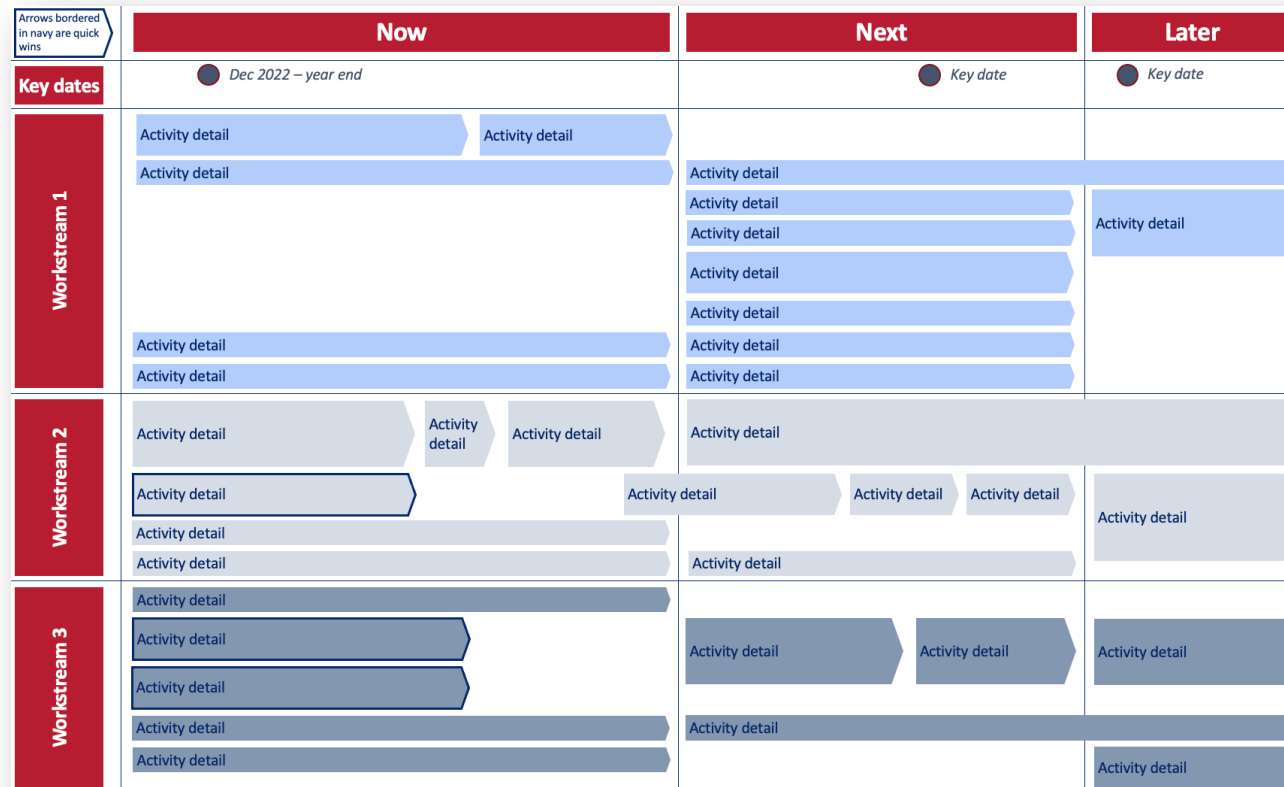 Arrows bordered
in navy are quick
wins
Now
Next
Later
Key dates
Dec 2022 – year end
Key date
Key date
Workstream 1
Activity detail
Activity detail
Activity detail
Activity detail
Activity detail
Activity detail
Activity detail
Activity detail
Activity detail
Activity detail
Activity detail
Activity detail
Activity detail
Activity detail
Workstream 2
Activity detail
Activity
detail
Activity detail
Activity detail
Activity detail
Activity detail
Activity detail
Activity detail
Activity detail
Activity detail
Activity detail
Activity detail
Workstream 3
Activity detail
Activity detail
Activity detail
Activity detail
Activity detail
Activity detail
Activity detail
Activity detail
Activity detail
Activity detail